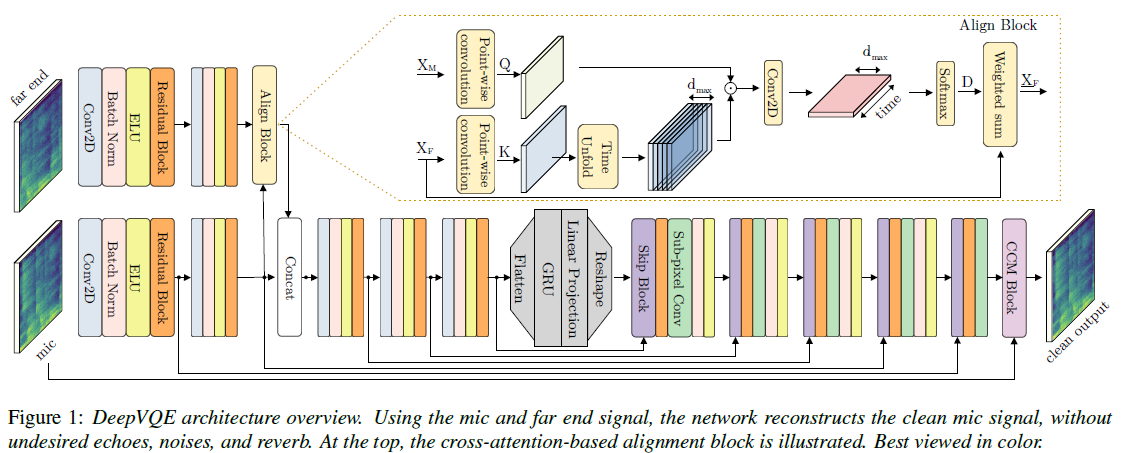 Align Block
far end
Conv2D
Batch Norm
ELU
Residual Block
Align Block
X_M
Point-wise convolution
Q
X_F
Point-wise convolution
K
Time Unfold
d_max
Conv2D
d_max
time
Softmax
D
Weighted sum
X_F
mic
Conv2D
Batch Norm
ELU
Residual Block
Concat
Flatten
GRU
Linear Projection
Reshape
Skip Block
Sub-pixel Conv
CCM Block
clean output
Figure 1: DeepVQE architecture overview. Using the mic and far end signal, the network reconstructs the clean mic signal, without
undesired echoes, noises, and reverb. At the top, the cross-attention-based alignment block is illustrated. Best viewed in color.